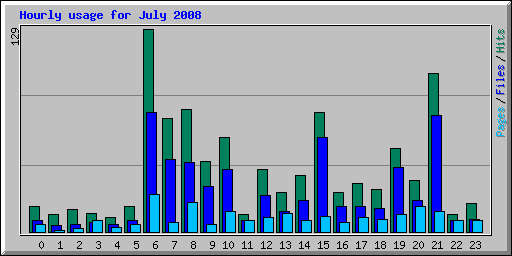 Hourly usage for July 2008
129
Pages / Files / Hits
0 1 2 3 4 5 6 7 8 9 10 11 12 13 14 15 16 17 18 19 20 21 22 23